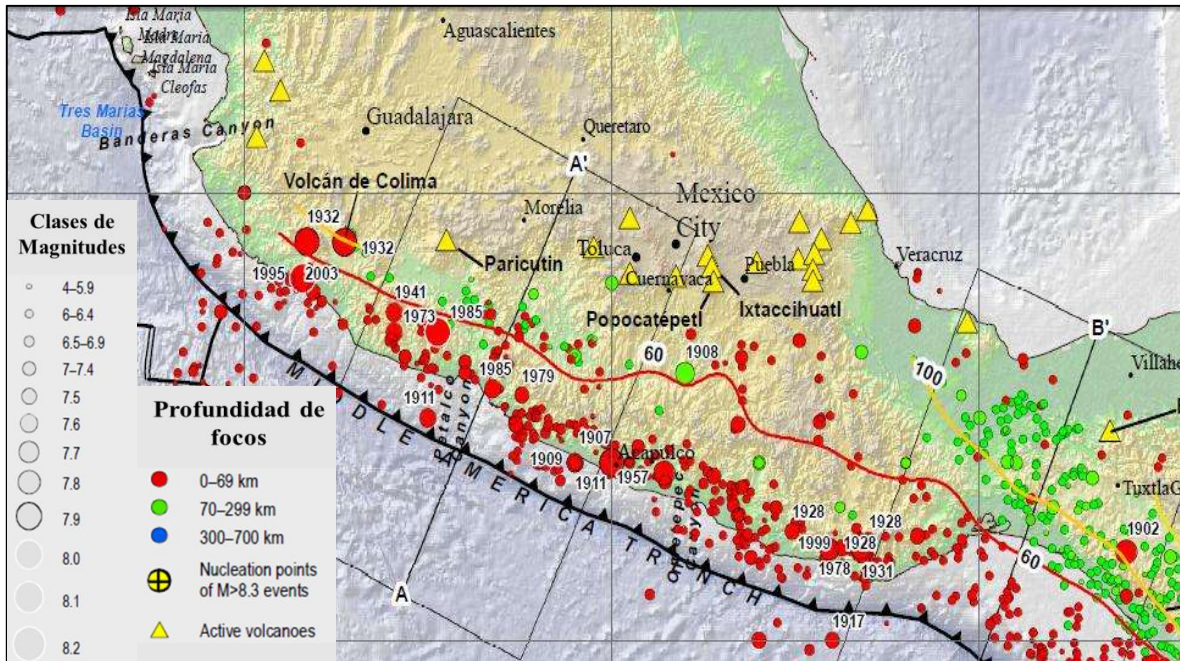 Isla Maria
Madre
Isla Maria
Magdalena
Isla Maria
Cleofas
Tres Marias
Basin
Banderas Canyon
Aguascalientes
Guadalajara
Queretaro
A'
Volcán de Colima
1932
1932
Morelia
Mexico
City
Toluca
Paricutin
Puebla
Cuernavaca
Veracruz
Popocatepetl
Ixtaccihuatl
1995
2003
1941
1973
1985
60
1908
B'
100
1985
1979
1911
Canyon
1907
Acapulco
1909
1911
1957
Canyon
1928
1928
1999
1928
1978
1931
1902
60
A
1917
MIDDLE AMERICA TRENCH
Clases de
Magnitudes
4–5.9
6–6.4
6.5–6.9
7–7.4
7.5
7.6
7.7
7.8
7.9
8.0
8.1
8.2
Profundidad de
focos
0–69 km
70–299 km
300–700 km
Nucleation points
of M>8.3 events
Active volcanoes